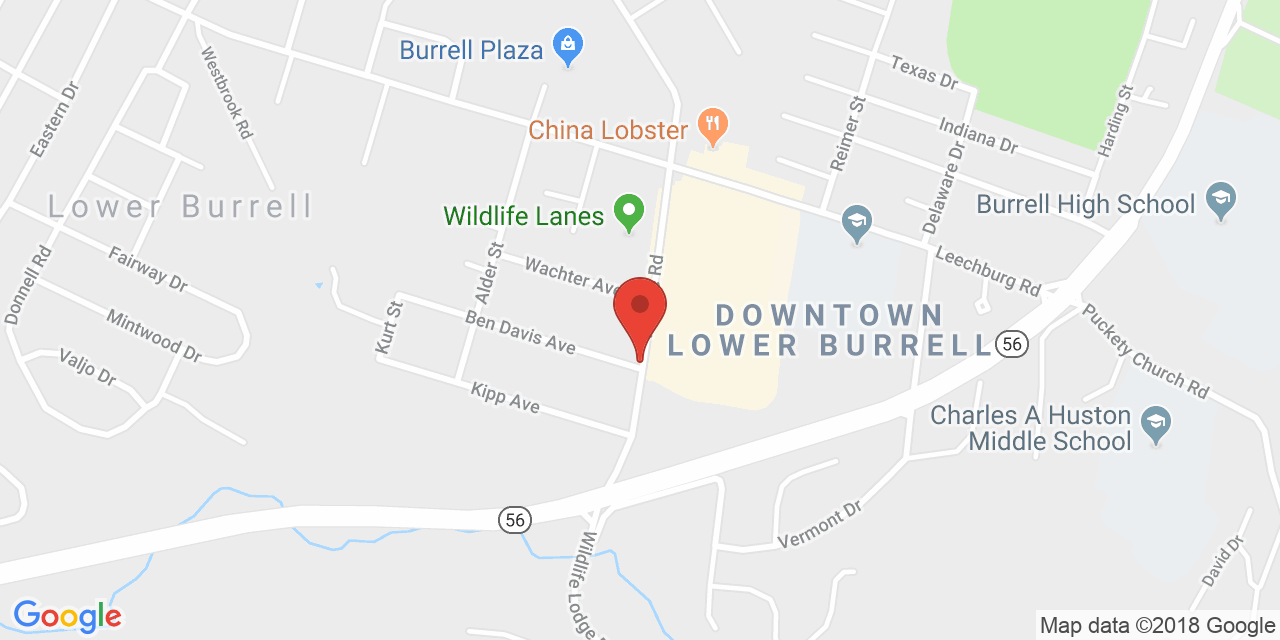 Burrell Plaza
Texas Dr
Westbrook Rd
Eastern Dr
Reimer St
Harding St
China Lobster
Indiana Dr
Delaware Dr
Lower Burrell
Wildlife Lanes
Burrell High School
Fairway Dr
Donnell Rd
Alder St
Wachter Ave
Rd
Leechburg Rd
Mintwood Dr
Kurt St
Ben Davis Ave
DOWNTOWN
LOWER BURRELL
56
Puckety Church Rd
Valjo Dr
Kipp Ave
Charles A Huston
Middle School
56
Vermont Dr
Wildlife Lodge
David Dr
Google
Map data ©2018 Google